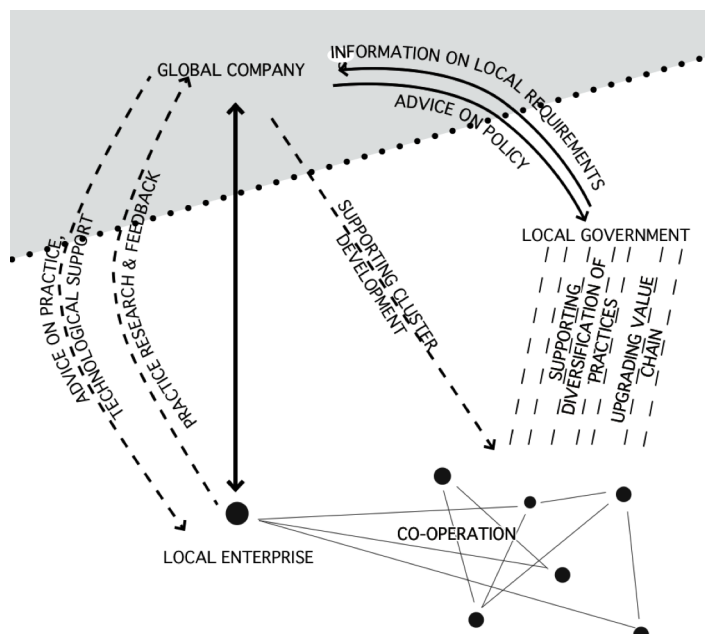 INFORMATION ON LOCAL REQUIREMENTS
GLOBAL COMPANY
ADVICE ON POLICY
LOCAL GOVERNMENT
ADVICE ON PRACTICE,
TECHNOLOGICAL SUPPORT
PRACTICE RESEARCH & FEEDBACK
SUPPORTING CLUSTER
DEVELOPMENT
SUPPORTING
DIVERSIFICATION OF
PRACTICES
UPGRADING VALUE
CHAIN
CO-OPERATION
LOCAL ENTERPRISE